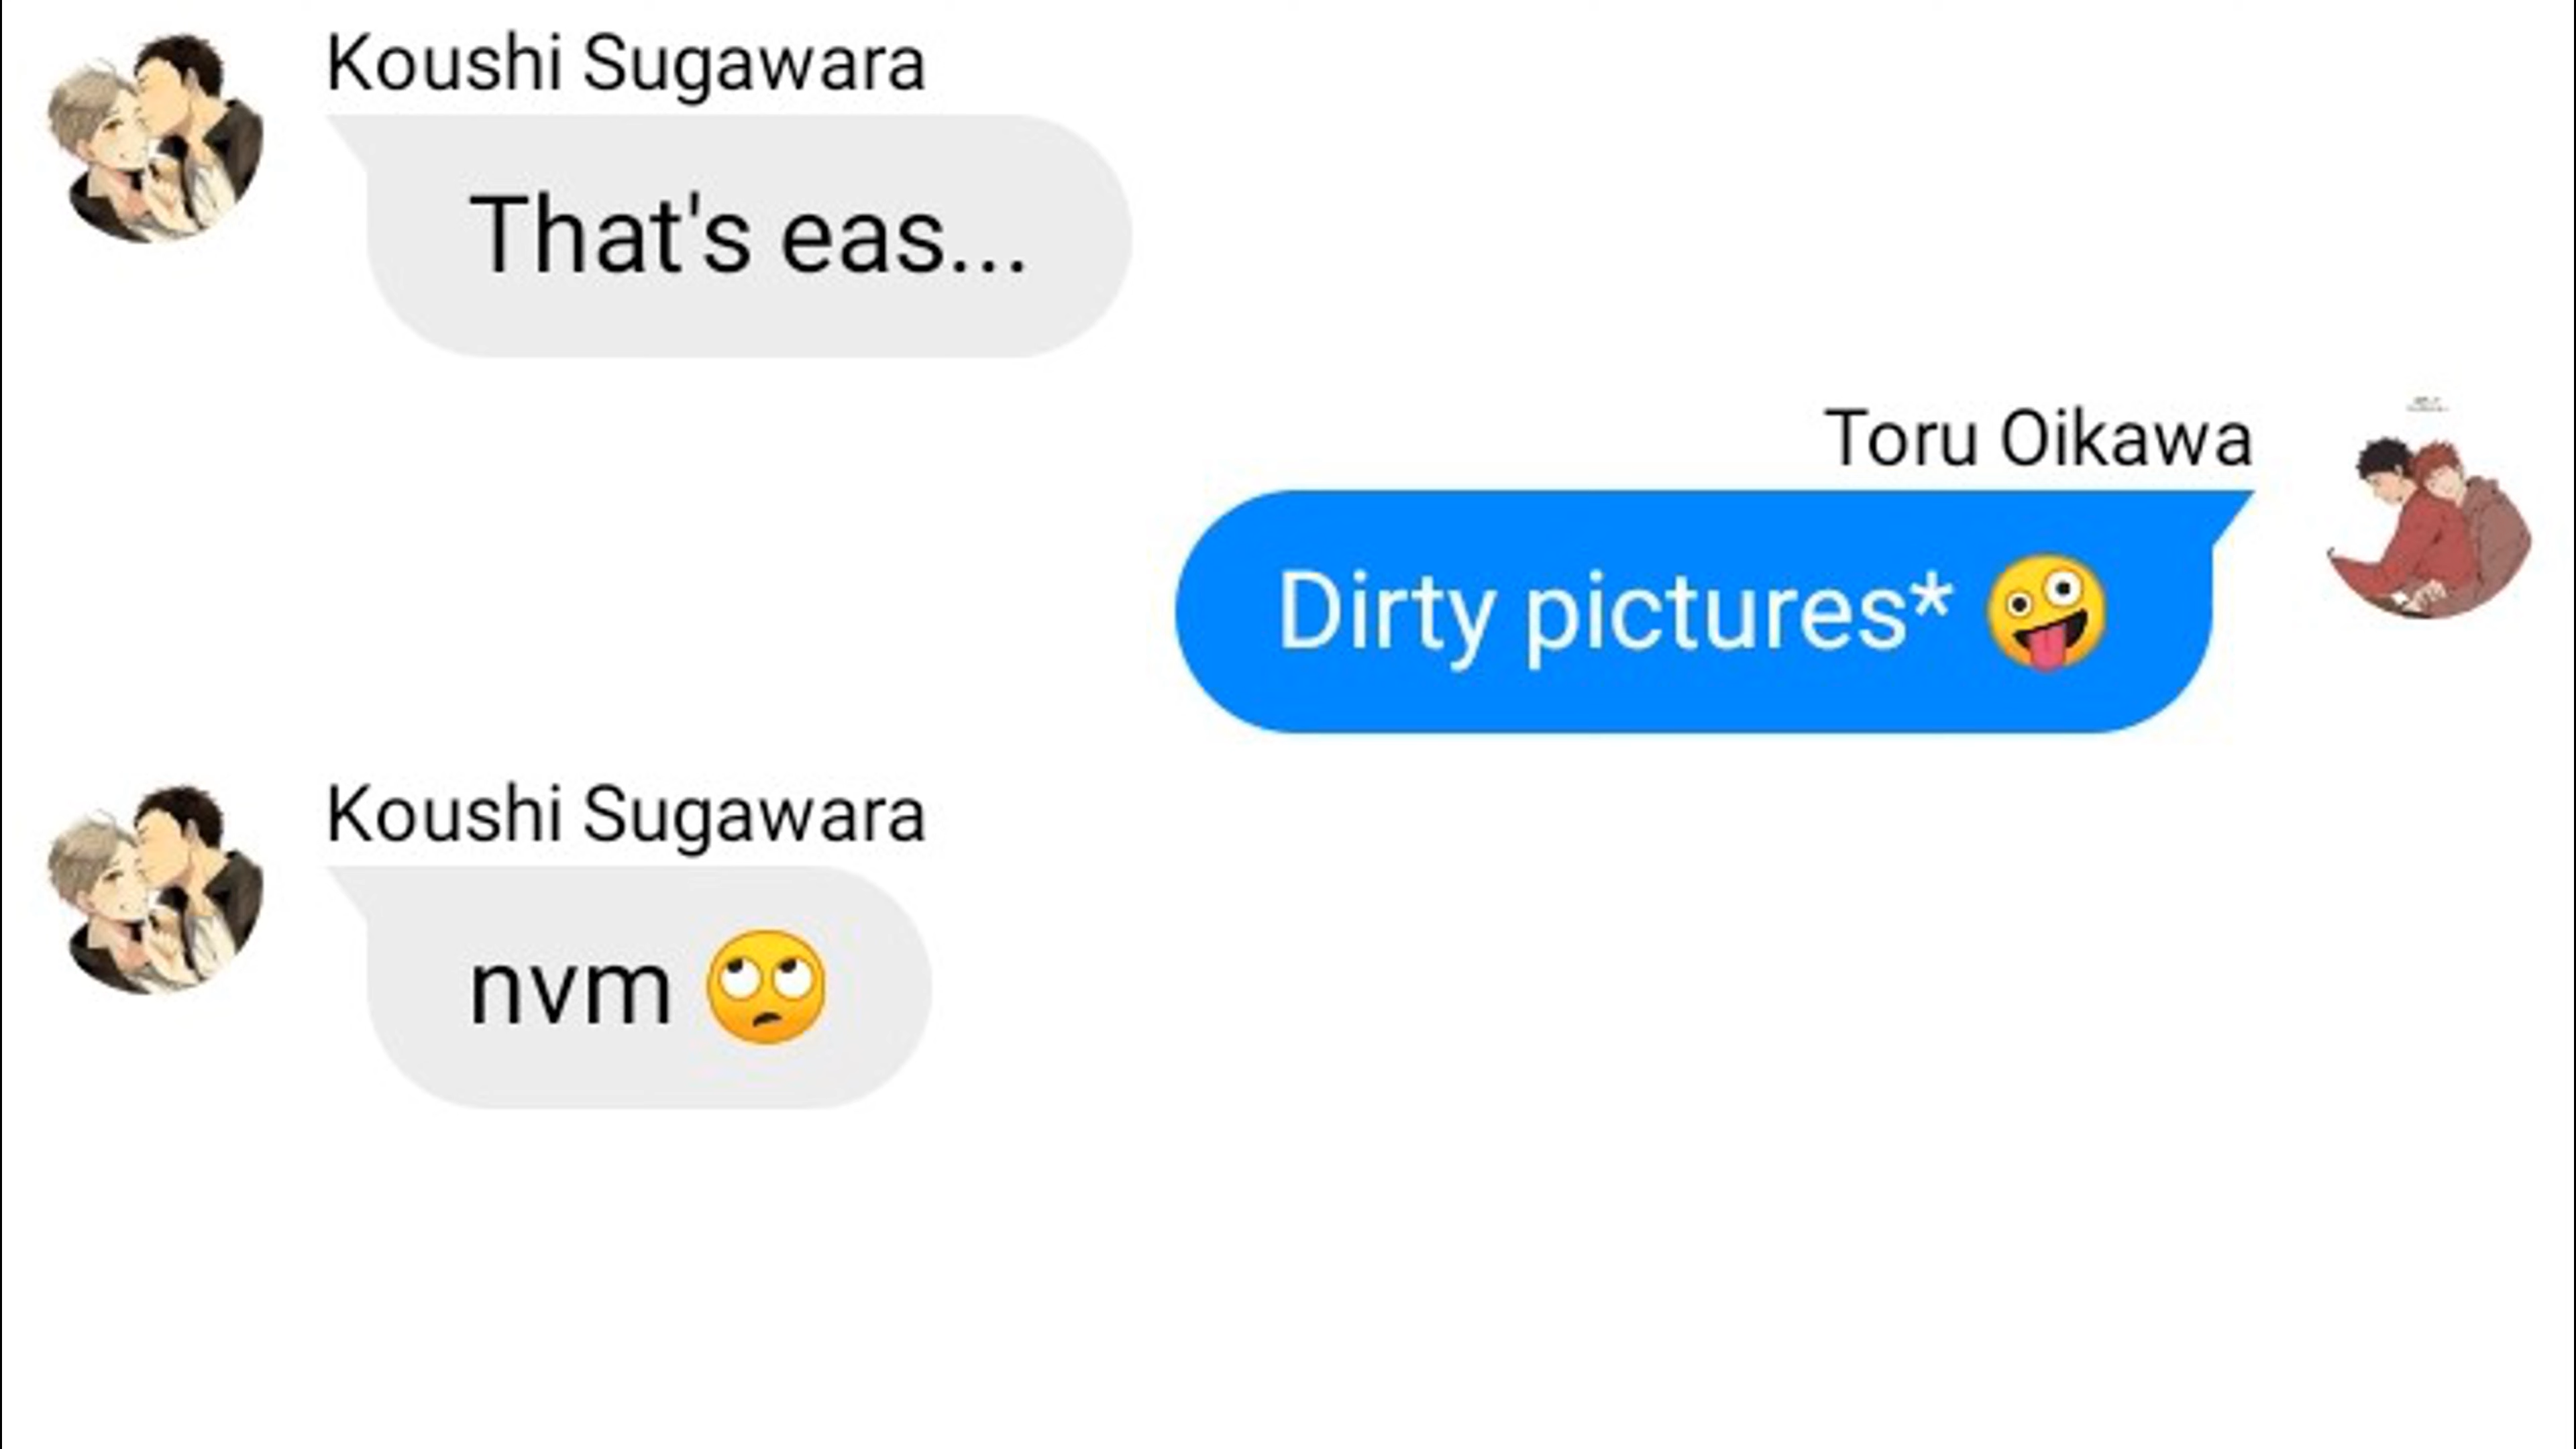 Koushi Sugawara
That's eas...
Toru Oikawa
Dirty pictures* 🤪
Koushi Sugawara
nvm 🙄